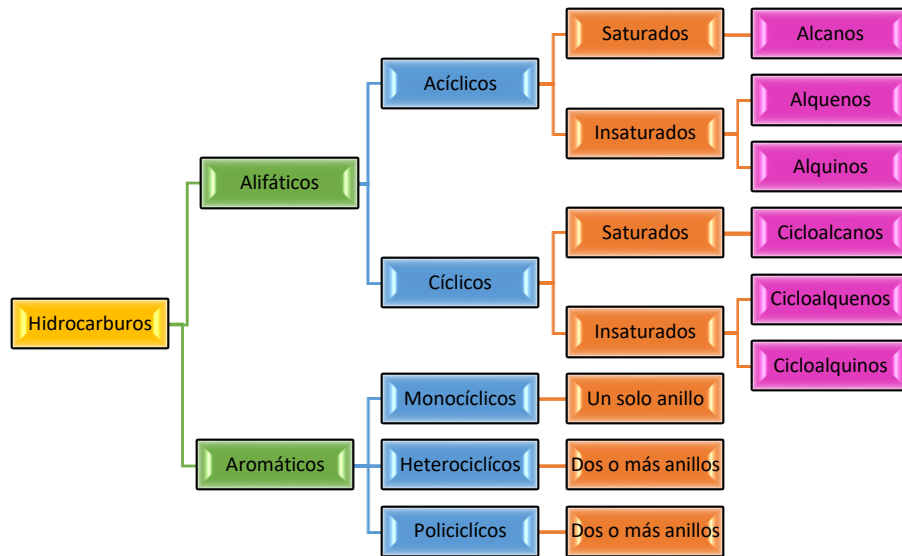 Hidrocarburos
Alifáticos
Acíclicos
Saturados
Alcanos
Insaturados
Alquenos
Alquinos
Cíclicos
Saturados
Cicloalcanos
Insaturados
Cicloalquenos
Cicloalquinos
Aromáticos
Monocíclicos
Un solo anillo
Heterociclícos
Dos o más anillos
Policiclícos
Dos o más anillos